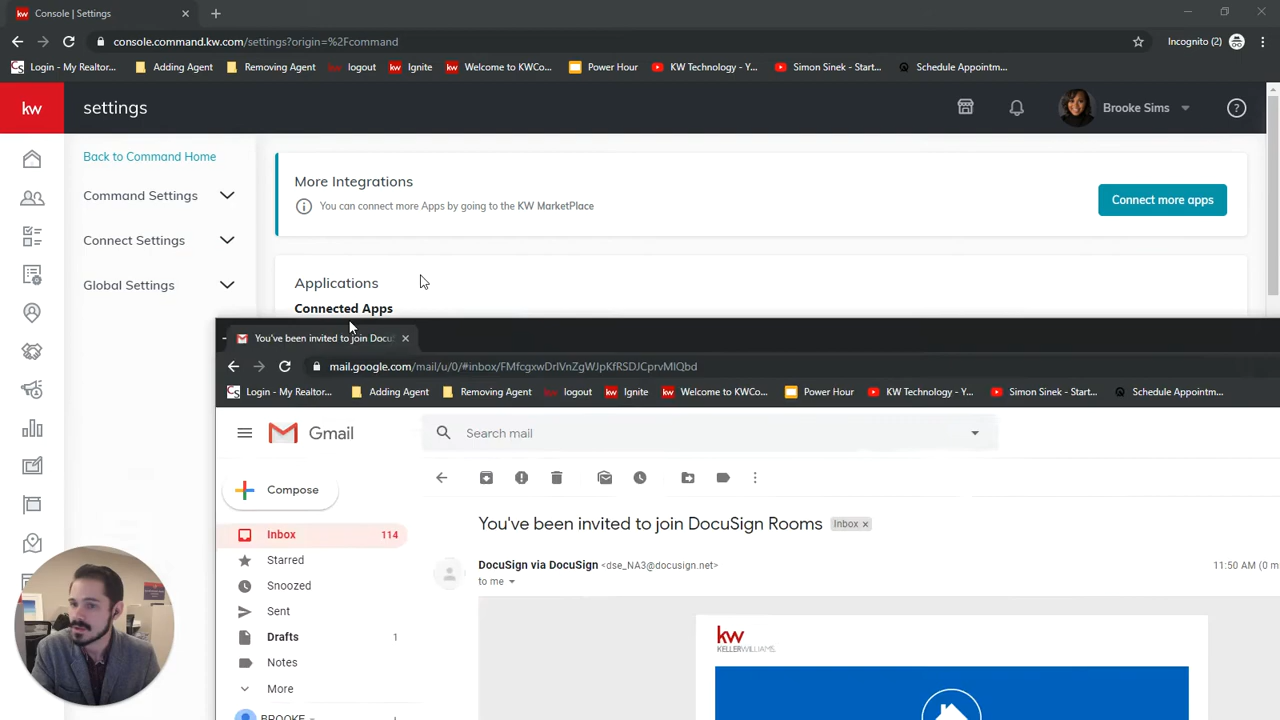 Console | Settings
console.command.kw.com/settings?origin=%2Fcommand
Incognito (2)
Login - My Realtor...
Adding Agent
Removing Agent
logout
Ignite
Welcome to KWCo...
Power Hour
KW Technology - Y...
Simon Sinek - Start...
Schedule Appointm...
kw
settings
Brooke Sims
Back to Command Home
Command Settings
Connect Settings
Global Settings
More Integrations
You can connect more Apps by going to the KW MarketPlace
Connect more apps
Applications
Connected Apps
You've been invited to join Docu
mail.google.com/mail/u/0/#inbox/FMfcgxwDrlVnZgWJpKfRSDJCprvMlQbd
Login - My Realtor...
Adding Agent
Removing Agent
logout
Ignite
Welcome to KWCo...
Power Hour
KW Technology - Y...
Simon Sinek - Start...
Schedule Appointm...
Gmail
Search mail
Compose
Inbox 114
Starred
Snoozed
Sent
Drafts 1
Notes
More
BROOKE
You've been invited to join DocuSign Rooms Inbox x
DocuSign via DocuSign <dse_NA3@docusign.net>
11:50 AM (0 m
to me
kw
KELLERWILLIAMS.